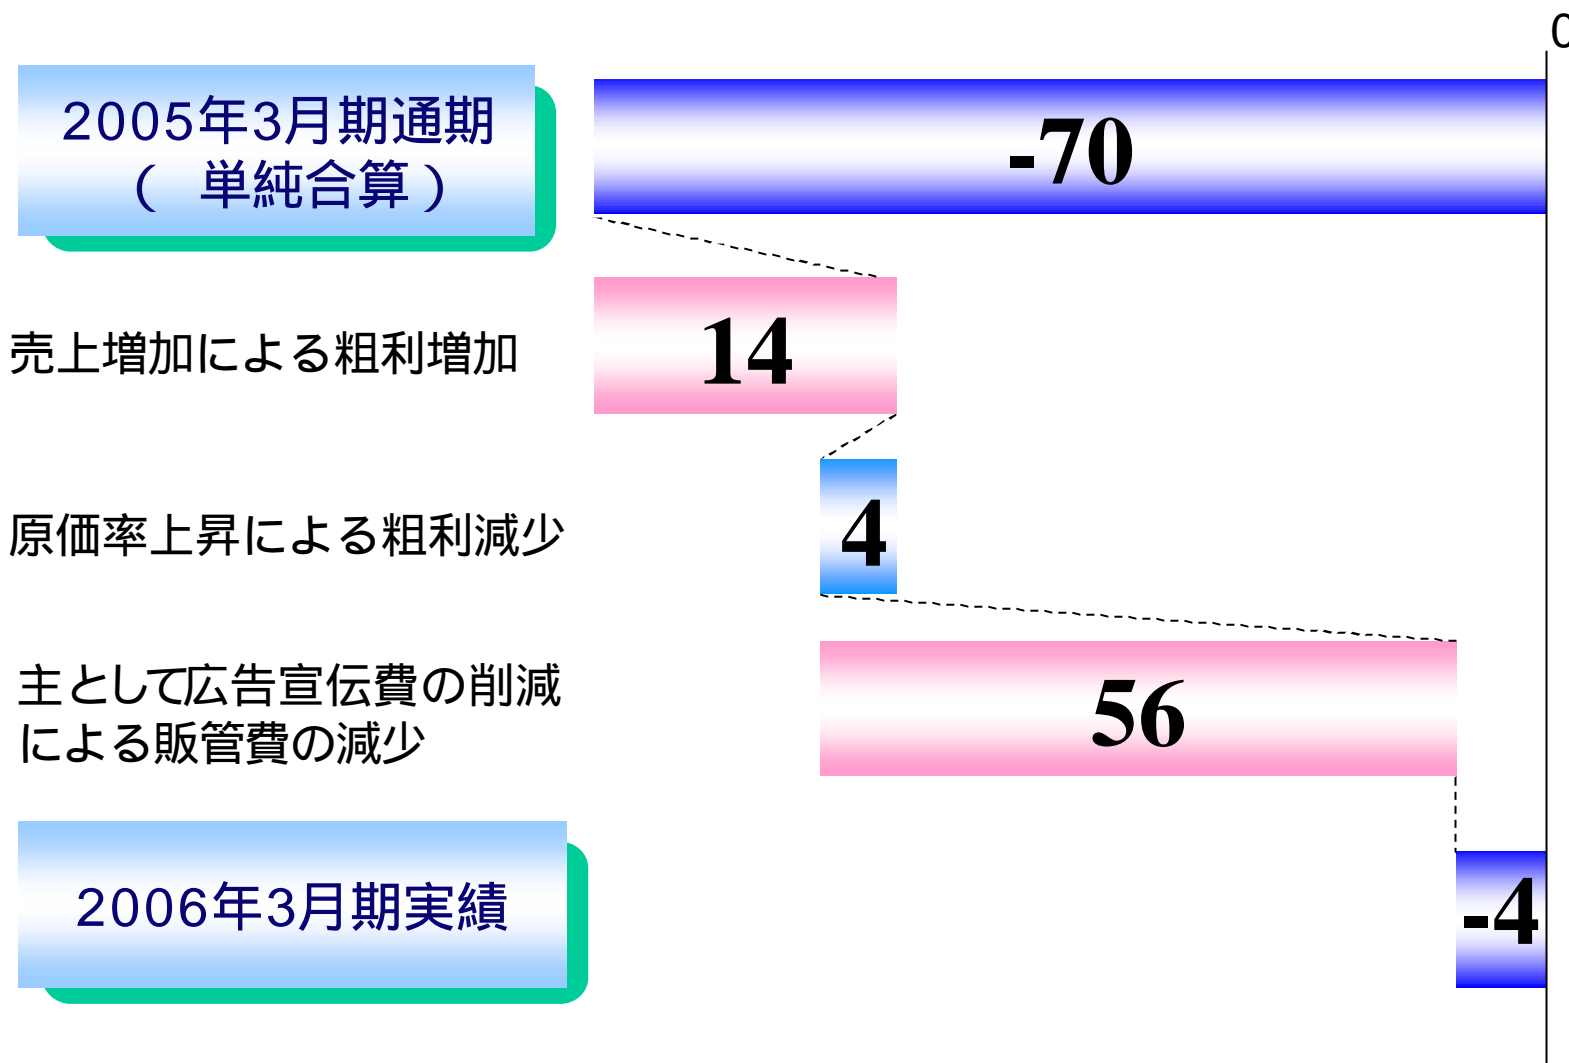 0
2005年3月期通期
( 単純合算 )
-70
売上増加による粗利増加
14
原価率上昇による粗利減少
4
主として広告宣伝費の削減
による販管費の減少
56
2006年3月期実績
-4